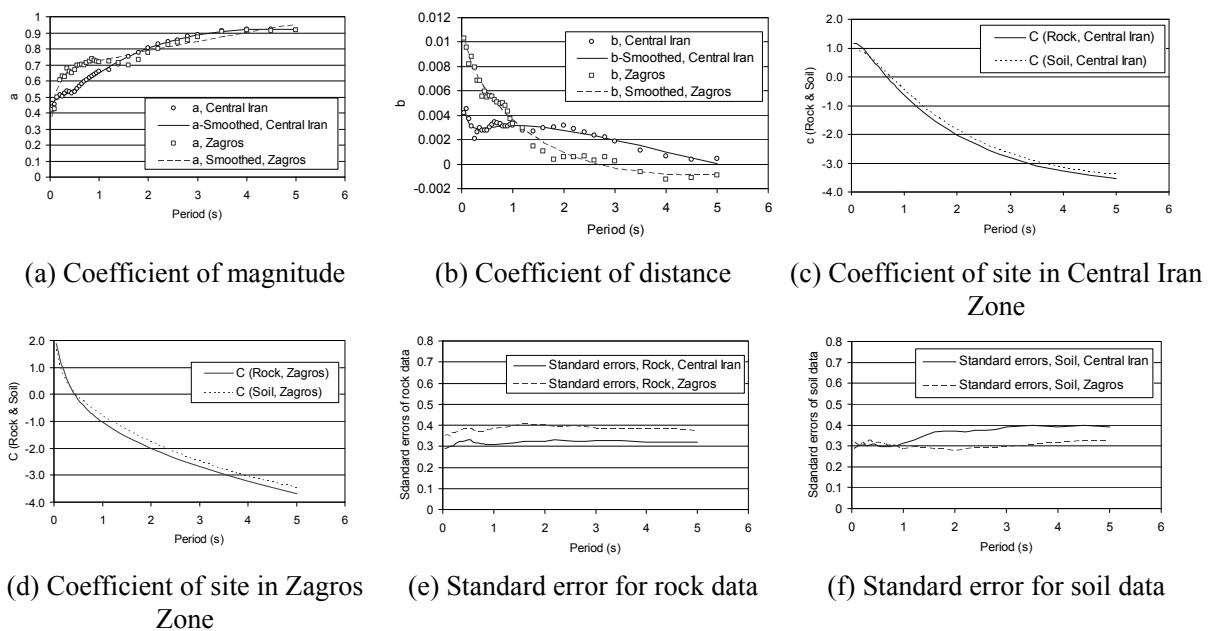 1
0.9
0.8
0.7
0.6
0.5
0.4
0.3
0.2
0.1
0
a
a, Central Iran
a-Smoothed, Central Iran
a, Zagros
a, Smoothed, Zagros
0 1 2 3 4 5 6
Period (s)
(a) Coefficient of magnitude
0.012
0.01
0.008
0.006
0.004
0.002
0
-0.002
b
b, Central Iran
b-Smoothed, Central Iran
b, Zagros
b, Smoothed, Zagros
0 1 2 3 4 5 6
Period (s)
(b) Coefficient of distance
2.0
1.0
0.0
-1.0
-2.0
-3.0
-4.0
c (Rock & Soil)
C (Rock, Central Iran)
C (Soil, Central Iran)
0 1 2 3 4 5 6
Period (s)
(c) Coefficient of site in Central Iran
Zone
2.0
1.0
0.0
-1.0
-2.0
-3.0
-4.0
C (Rock & Soil)
C (Rock, Zagros)
C (Soil, Zagros)
0 1 2 3 4 5 6
Period (s)
(d) Coefficient of site in Zagros
Zone
0.8
0.7
0.6
0.5
0.4
0.3
0.2
0.1
0
Sdandard errors of rock data
Standard errors, Rock, Central Iran
Standard errors, Rock, Zagros
0 1 2 3 4 5 6
Period (s)
(e) Standard error for rock data
0.8
0.7
0.6
0.5
0.4
0.3
0.2
0.1
0
Sdandard errors of soil data
Standard errors, Soil, Central Iran
Standard errors, Soil, Zagros
0 1 2 3 4 5 6
Period (s)
(f) Standard error for soil data